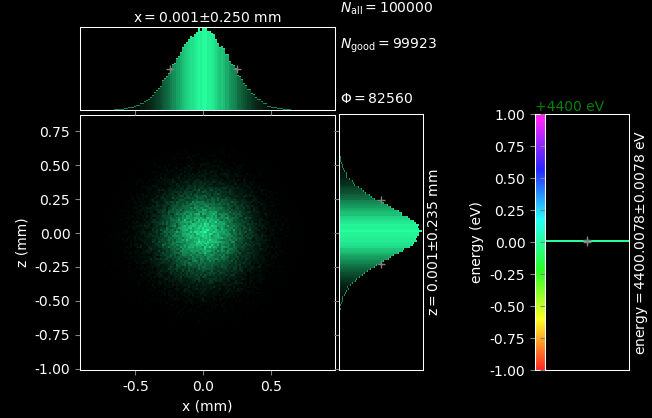 x = 0.001±0.250 mm
N_all = 100000
N_good = 99923
Φ = 82560
+4400 eV
z (mm)
0.75
0.50
0.25
0.00
-0.25
-0.50
-0.75
-1.00
-0.5
0.0
0.5
x (mm)
z = 0.001±0.235 mm
energy (eV)
1.00
0.75
0.50
0.25
0.00
-0.25
-0.50
-0.75
-1.00
energy = 4400.0078±0.0078 eV